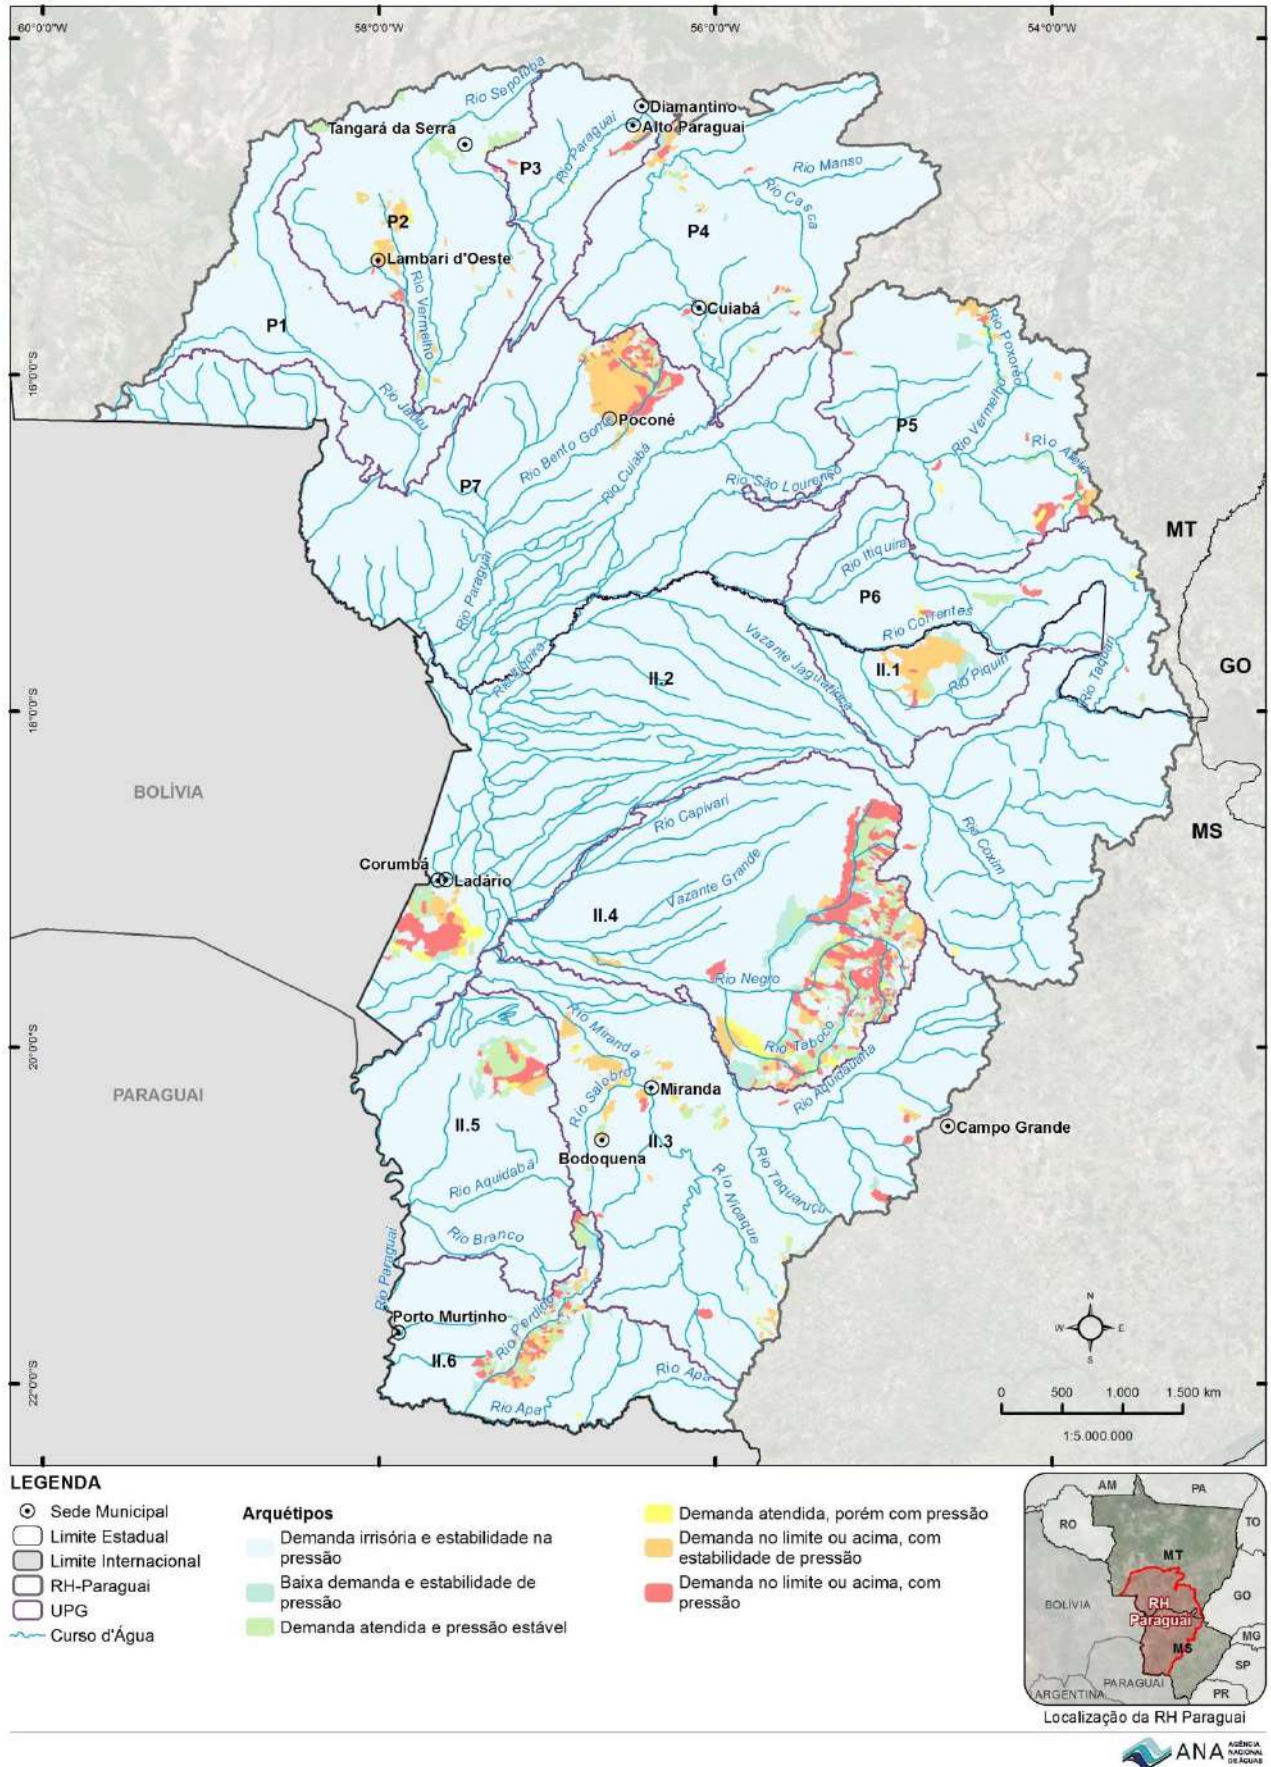 60°0'0"W
58°0'0"W
56°0'0"W
54°0'0"W
16°0'0"S
18°0'0"S
20°0'0"S
22°0'0"S
Rio Sepotuba
Diamantino
Alto Paraguai
Tangará da Serra
P3
Rio Paraguai
Rio Manso
Rio Casca
P2
P4
Lambari d'Oeste
Rio Vermelho
Cuiabá
P1
Rio Poxoréo
Rio Jauru
Rio Vermelho
Poconé
P5
Rio Bento Gomes
Rio Cuiabá
P7
Rio São Lourenço
MT
Rio Itiquira
Rio Paraguai
P6
Rio Correntes
Vazante Jaguatirica
II.1
Rio Piquiri
Rio Taquari
GO
II.2
BOLÍVIA
Rio Capivari
Rio Coxim
MS
Corumbá
Ladário
Vazante Grande
II.4
Rio Negro
Rio Miranda
Rio Taboco
Rio Aquidauana
Rio Salobro
Miranda
PARAGUAI
II.5
II.3
Campo Grande
Bodoquena
Rio Aquidabã
Rio Taquaruçu
Rio Nioaque
Rio Branco
Rio Paraguai
Porto Murtinho
Rio Perdido
II.6
Rio Apa
Rio Apa
N
W
E
S
0 500 1.000 1.500 km
1:5.000.000
LEGENDA
Sede Municipal
Limite Estadual
Limite Internacional
RH-Paraguai
UPG
Curso d'Água
Arquétipos
Demanda irrisória e estabilidade na
pressão
Baixa demanda e estabilidade de
pressão
Demanda atendida e pressão estável
Demanda atendida, porém com pressão
Demanda no limite ou acima, com
estabilidade de pressão
Demanda no limite ou acima, com
pressão
AM
PA
RO
TO
MT
BOLÍVIA
RH
Paraguai
GO
MS
MG
SP
PARAGUAI
PR
ARGENTINA
Localização da RH Paraguai
ANA
AGÊNCIA
NACIONAL
DE ÁGUAS